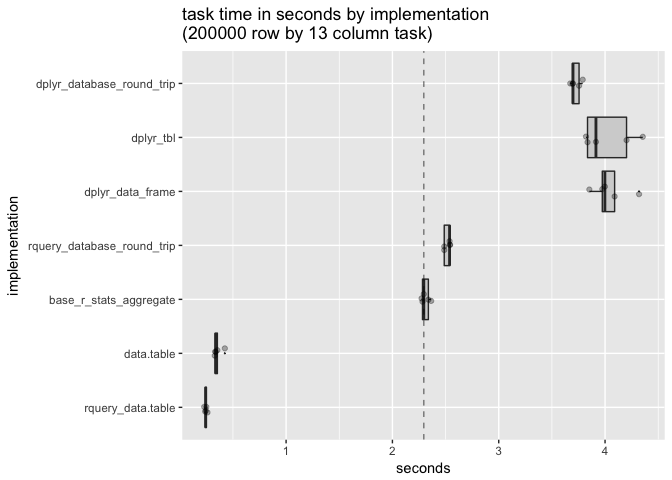 task time in seconds by implementation
(200000 row by 13 column task)
implementation
dplyr_database_round_trip
dplyr_tbl
dplyr_data_frame
rquery_database_round_trip
base_r_stats_aggregate
data.table
rquery_data.table
1 2 3 4
seconds